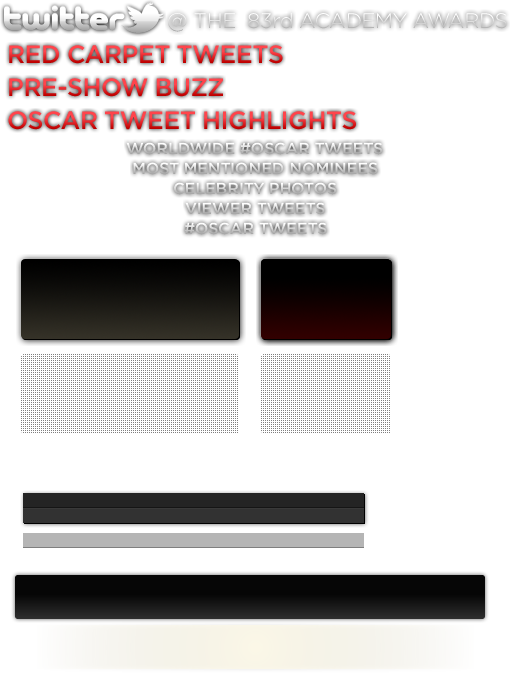 twitter @ THE 83rd ACADEMY AWARDS
RED CARPET TWEETS
PRE-SHOW BUZZ
OSCAR TWEET HIGHLIGHTS
WORLDWIDE #OSCAR TWEETS
MOST MENTIONED NOMINEES
CELEBRITY PHOTOS
VIEWER TWEETS
#OSCAR TWEETS